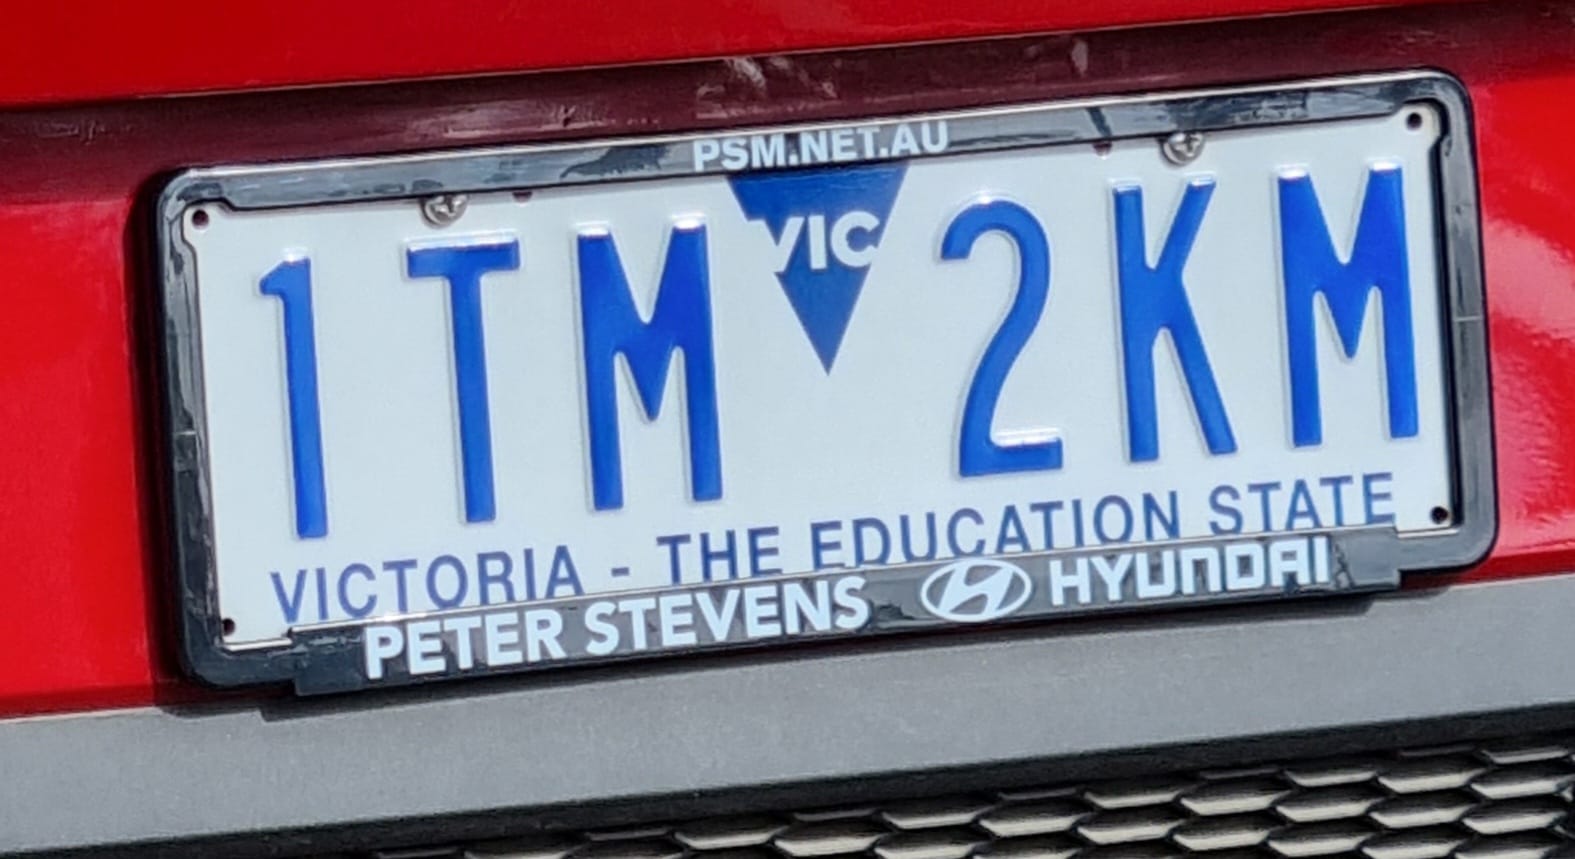 PSM.NET.AU
1TM VIC 2KM
VICTORIA - THE EDUCATION STATE
PETER STEVENS HYUNDAI